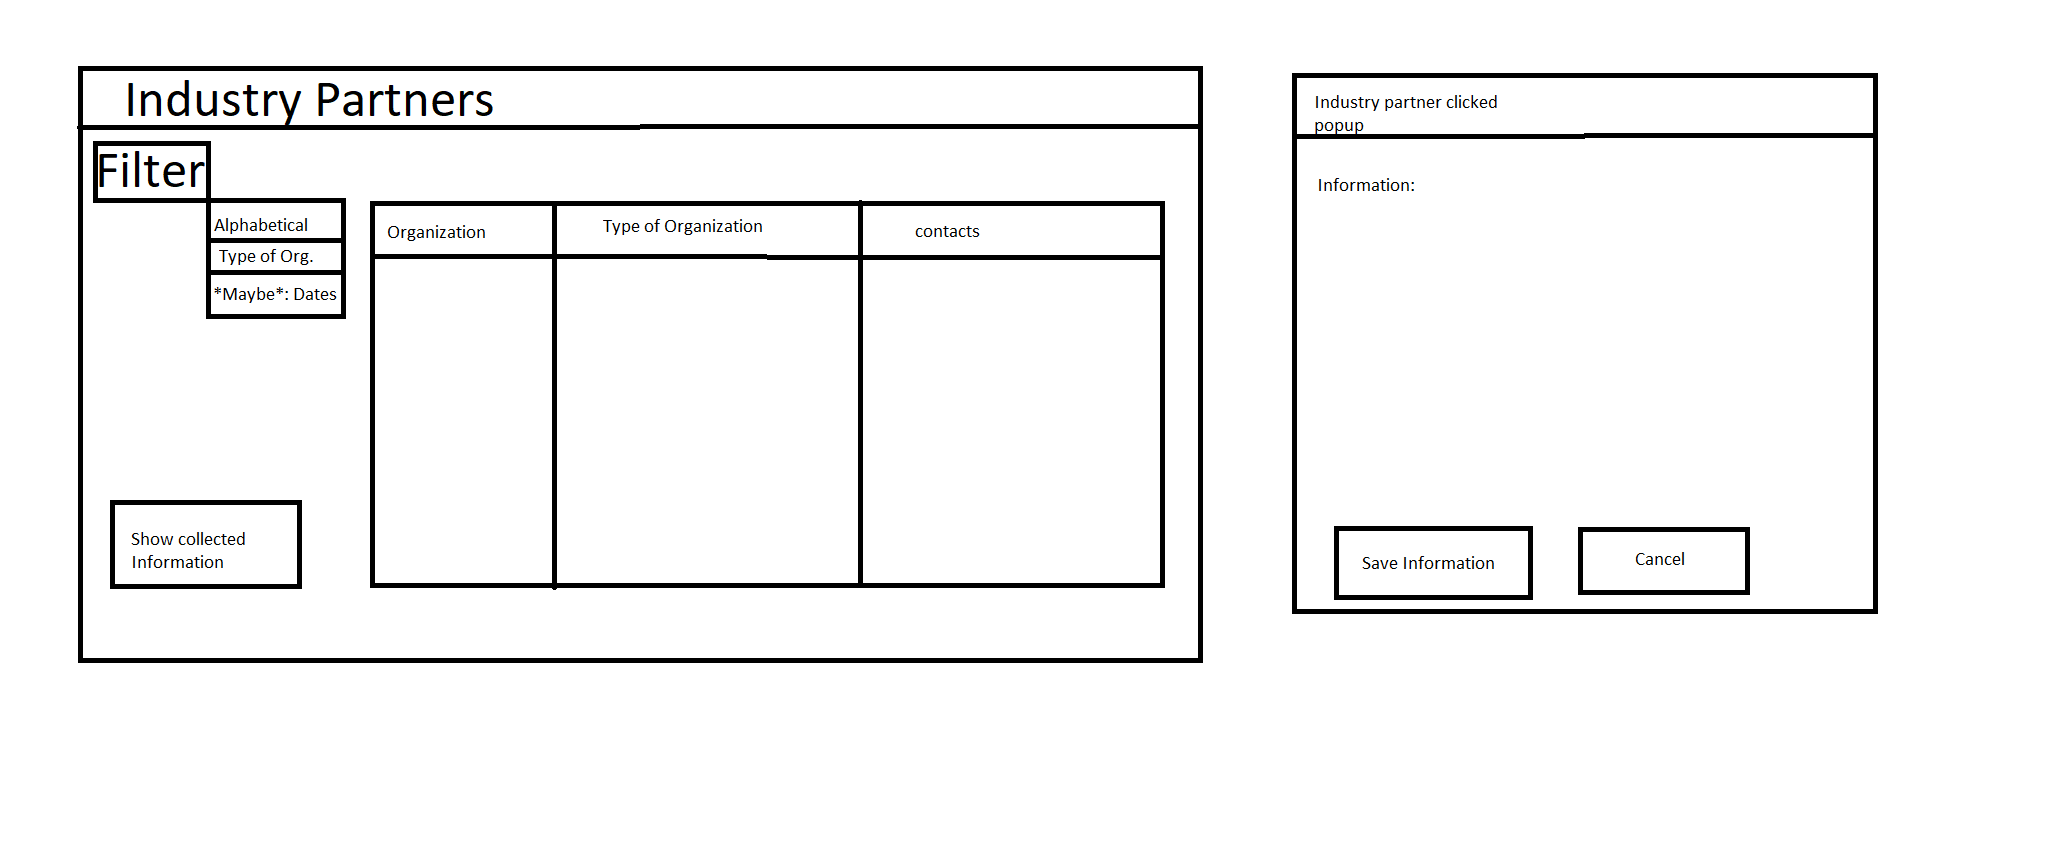 Industry Partners
Filter
Alphabetical
Type of Org.
*Maybe*: Dates
Organization
Type of Organization
contacts
Show collected
Information
Industry partner clicked
popup
Information:
Save Information
Cancel